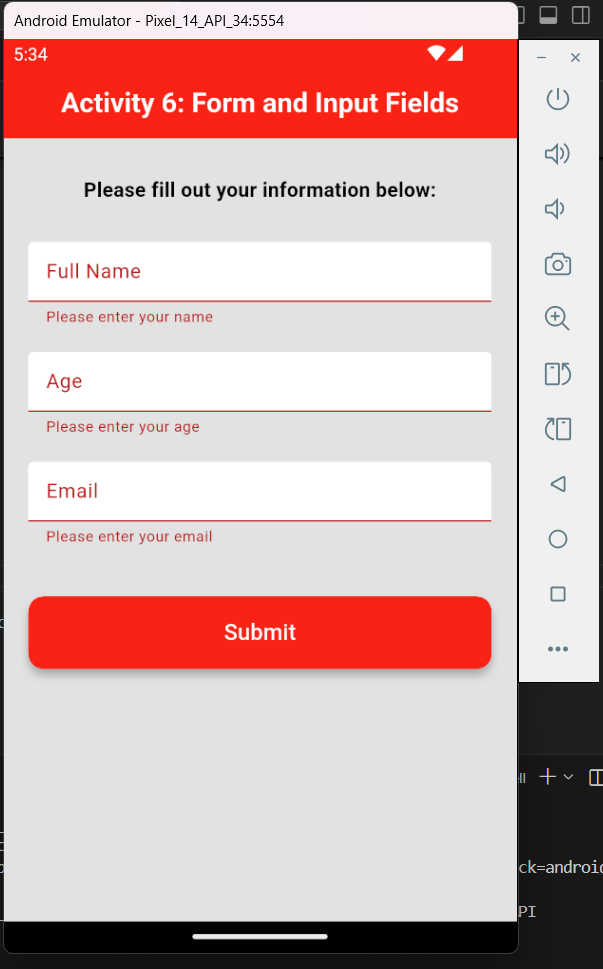 Android Emulator - Pixel_14_API_34:5554
5:34
Activity 6: Form and Input Fields
Please fill out your information below:
Full Name
Please enter your name
Age
Please enter your age
Email
Please enter your email
Submit
ck=android
PI